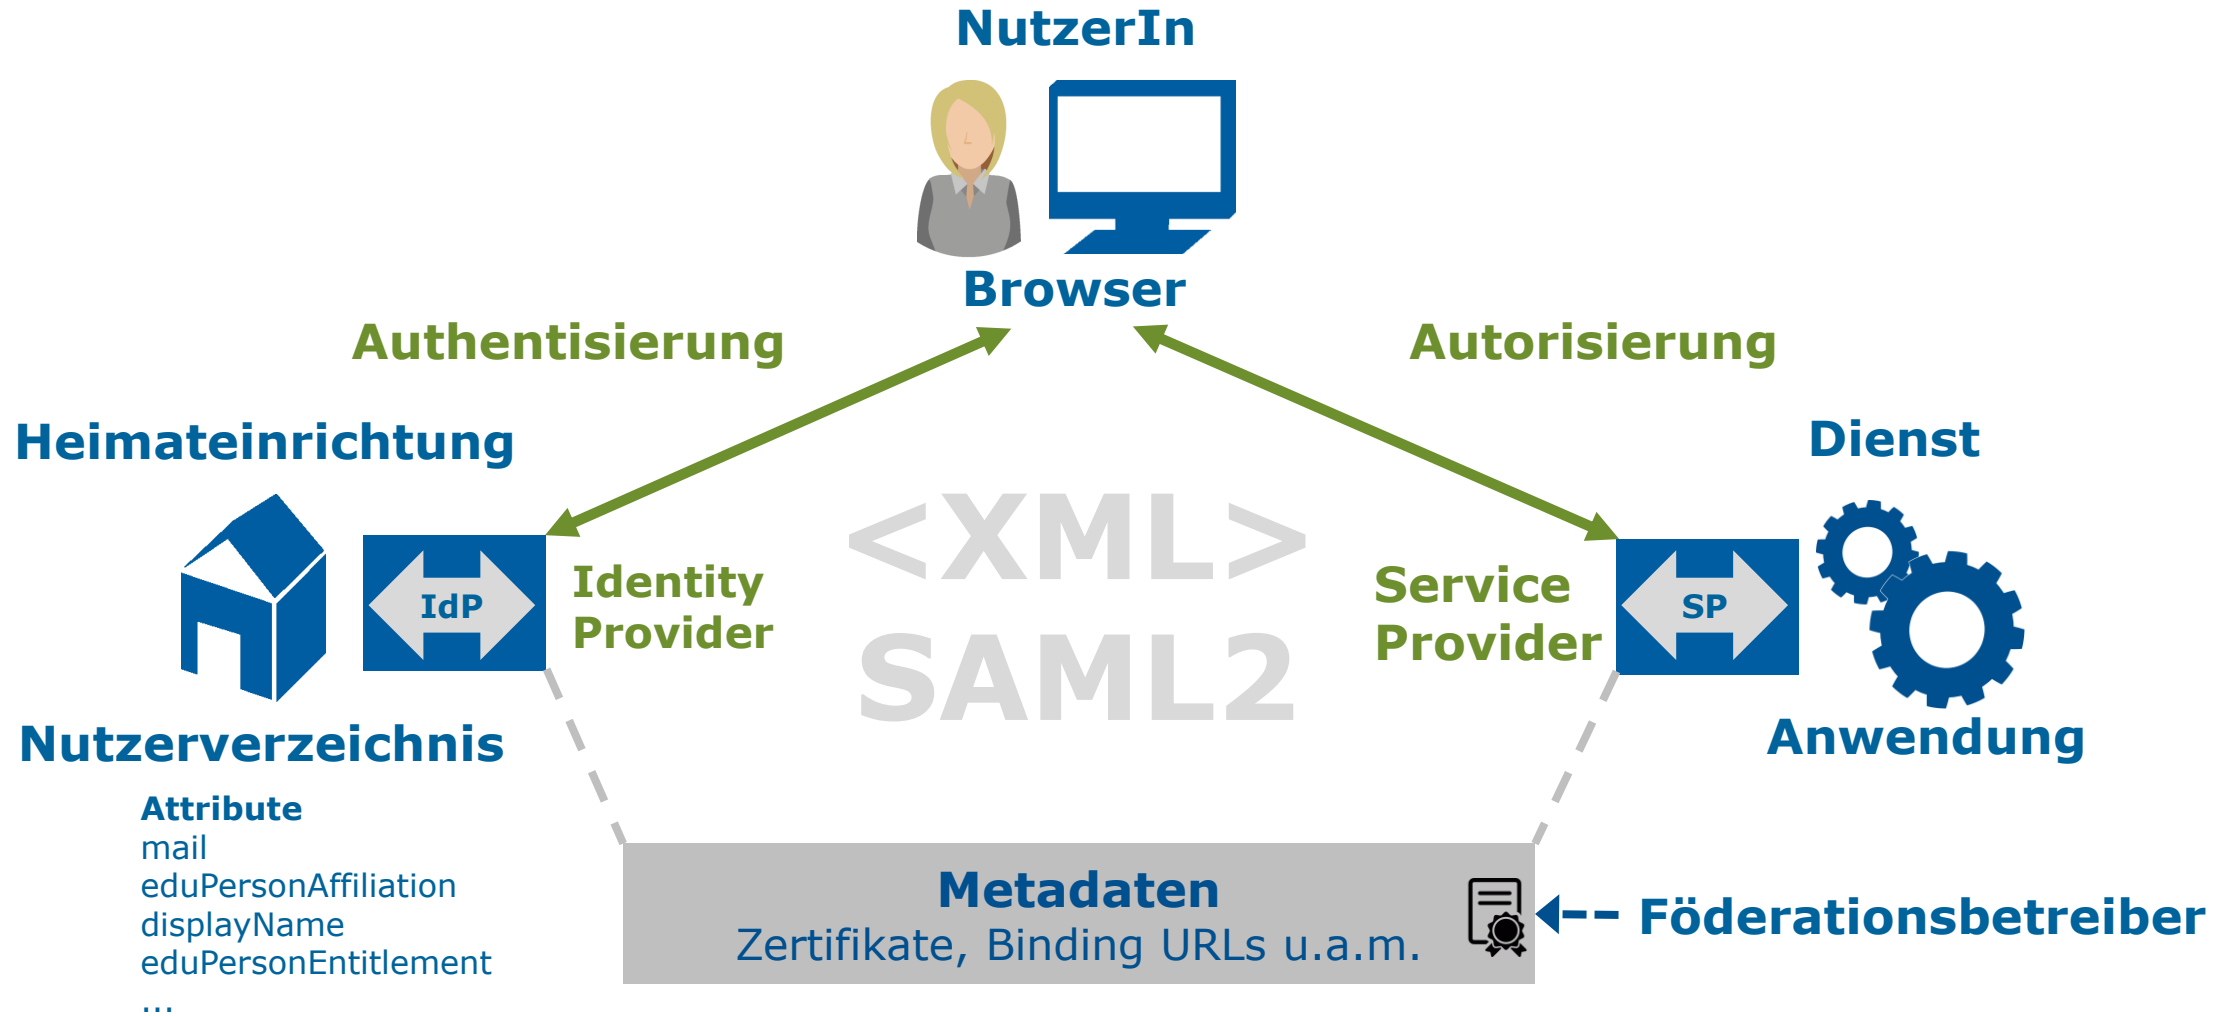 NutzerIn
Browser
Authentisierung
Autorisierung
Heimateinrichtung
Dienst
<XML>
SAML2
IdP
Identity
Provider
Service
Provider
SP
Nutzerverzeichnis
Anwendung
Attribute
mail
eduPersonAffiliation
displayName
eduPersonEntitlement
...
Metadaten
Zertifikate, Binding URLs u.a.m.
Föderationsbetreiber